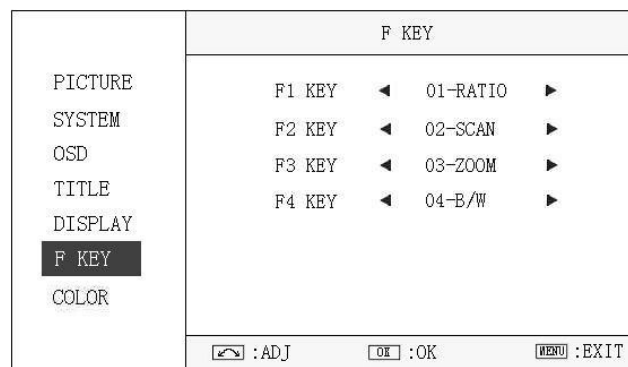 F KEY
PICTURE
SYSTEM
OSD
TITLE
DISPLAY
F KEY
COLOR
F1 KEY ◀ 01-RATIO ▶
F2 KEY ◀ 02-SCAN ▶
F3 KEY ◀ 03-ZOOM ▶
F4 KEY ◀ 04-B/W ▶
:ADJ OK :OK MENU :EXIT